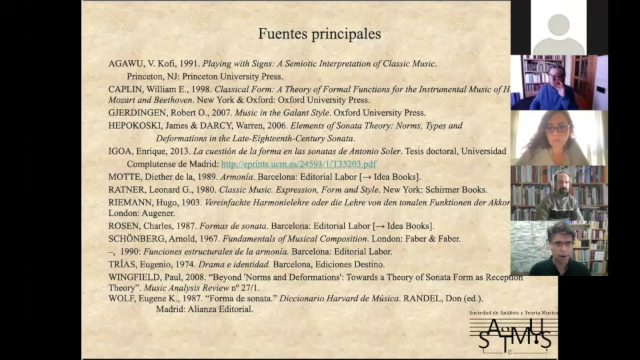 Fuentes principales
AGAWU, V. Kofi, 1991. Playing with Signs: A Semiotic Interpretation of Classic Music.
Princeton, NJ: Princeton University Press.
CAPLIN, William E., 1998. Classical Form: A Theory of Formal Functions for the Instrumental Music of H
Mozart and Beethoven. New York & Oxford: Oxford University Press.
GJERDINGEN, Robert O., 2007. Music in the Galant Style. Oxford University Press.
HEPOKOSKI, James & DARCY, Warren, 2006. Elements of Sonata Theory: Norms, Types and
Deformations in the Late-Eighteenth-Century Sonata.
IGOA, Enrique, 2013. La cuestión de la forma en las sonatas de Antonio Soler. Tesis doctoral, Universidad
Complutense de Madrid: http://eprints.ucm.es/24593/1/T35203.pdf
MOTTE, Diether de la, 1989. Armonía. Barcelona: Editorial Labor [→ Idea Books].
RATNER, Leonard G., 1980. Classic Music. Expression, Form and Style. New York: Schirmer Books.
RIEMANN, Hugo, 1903. Vereinfachte Harmonielehre oder die Lehre von den tonalen Funktionen der Akkor
London: Augener.
ROSEN, Charles, 1987. Formas de sonata. Barcelona: Editorial Labor [→ Idea Books].
SCHÖNBERG, Arnold, 1967. Fundamentals of Musical Composition. London: Faber & Faber.
–, 1990. Funciones estructurales de la armonía. Barcelona: Editorial Labor.
TRÍAS, Eugenio, 1974. Drama e identidad. Barcelona, Ediciones Destino.
WINGFIELD, Paul, 2008. “Beyond 'Norms and Deformations': Towards a Theory of Sonata Form as Reception
Theory”. Music Analysis Review nº 27/1.
WOLF, Eugene K., 1987. “Forma de sonata.” Diccionario Harvard de Música. RANDEL, Don (ed.).
Madrid: Alianza Editorial.
Sociedad de Análisis y Teoría Musical